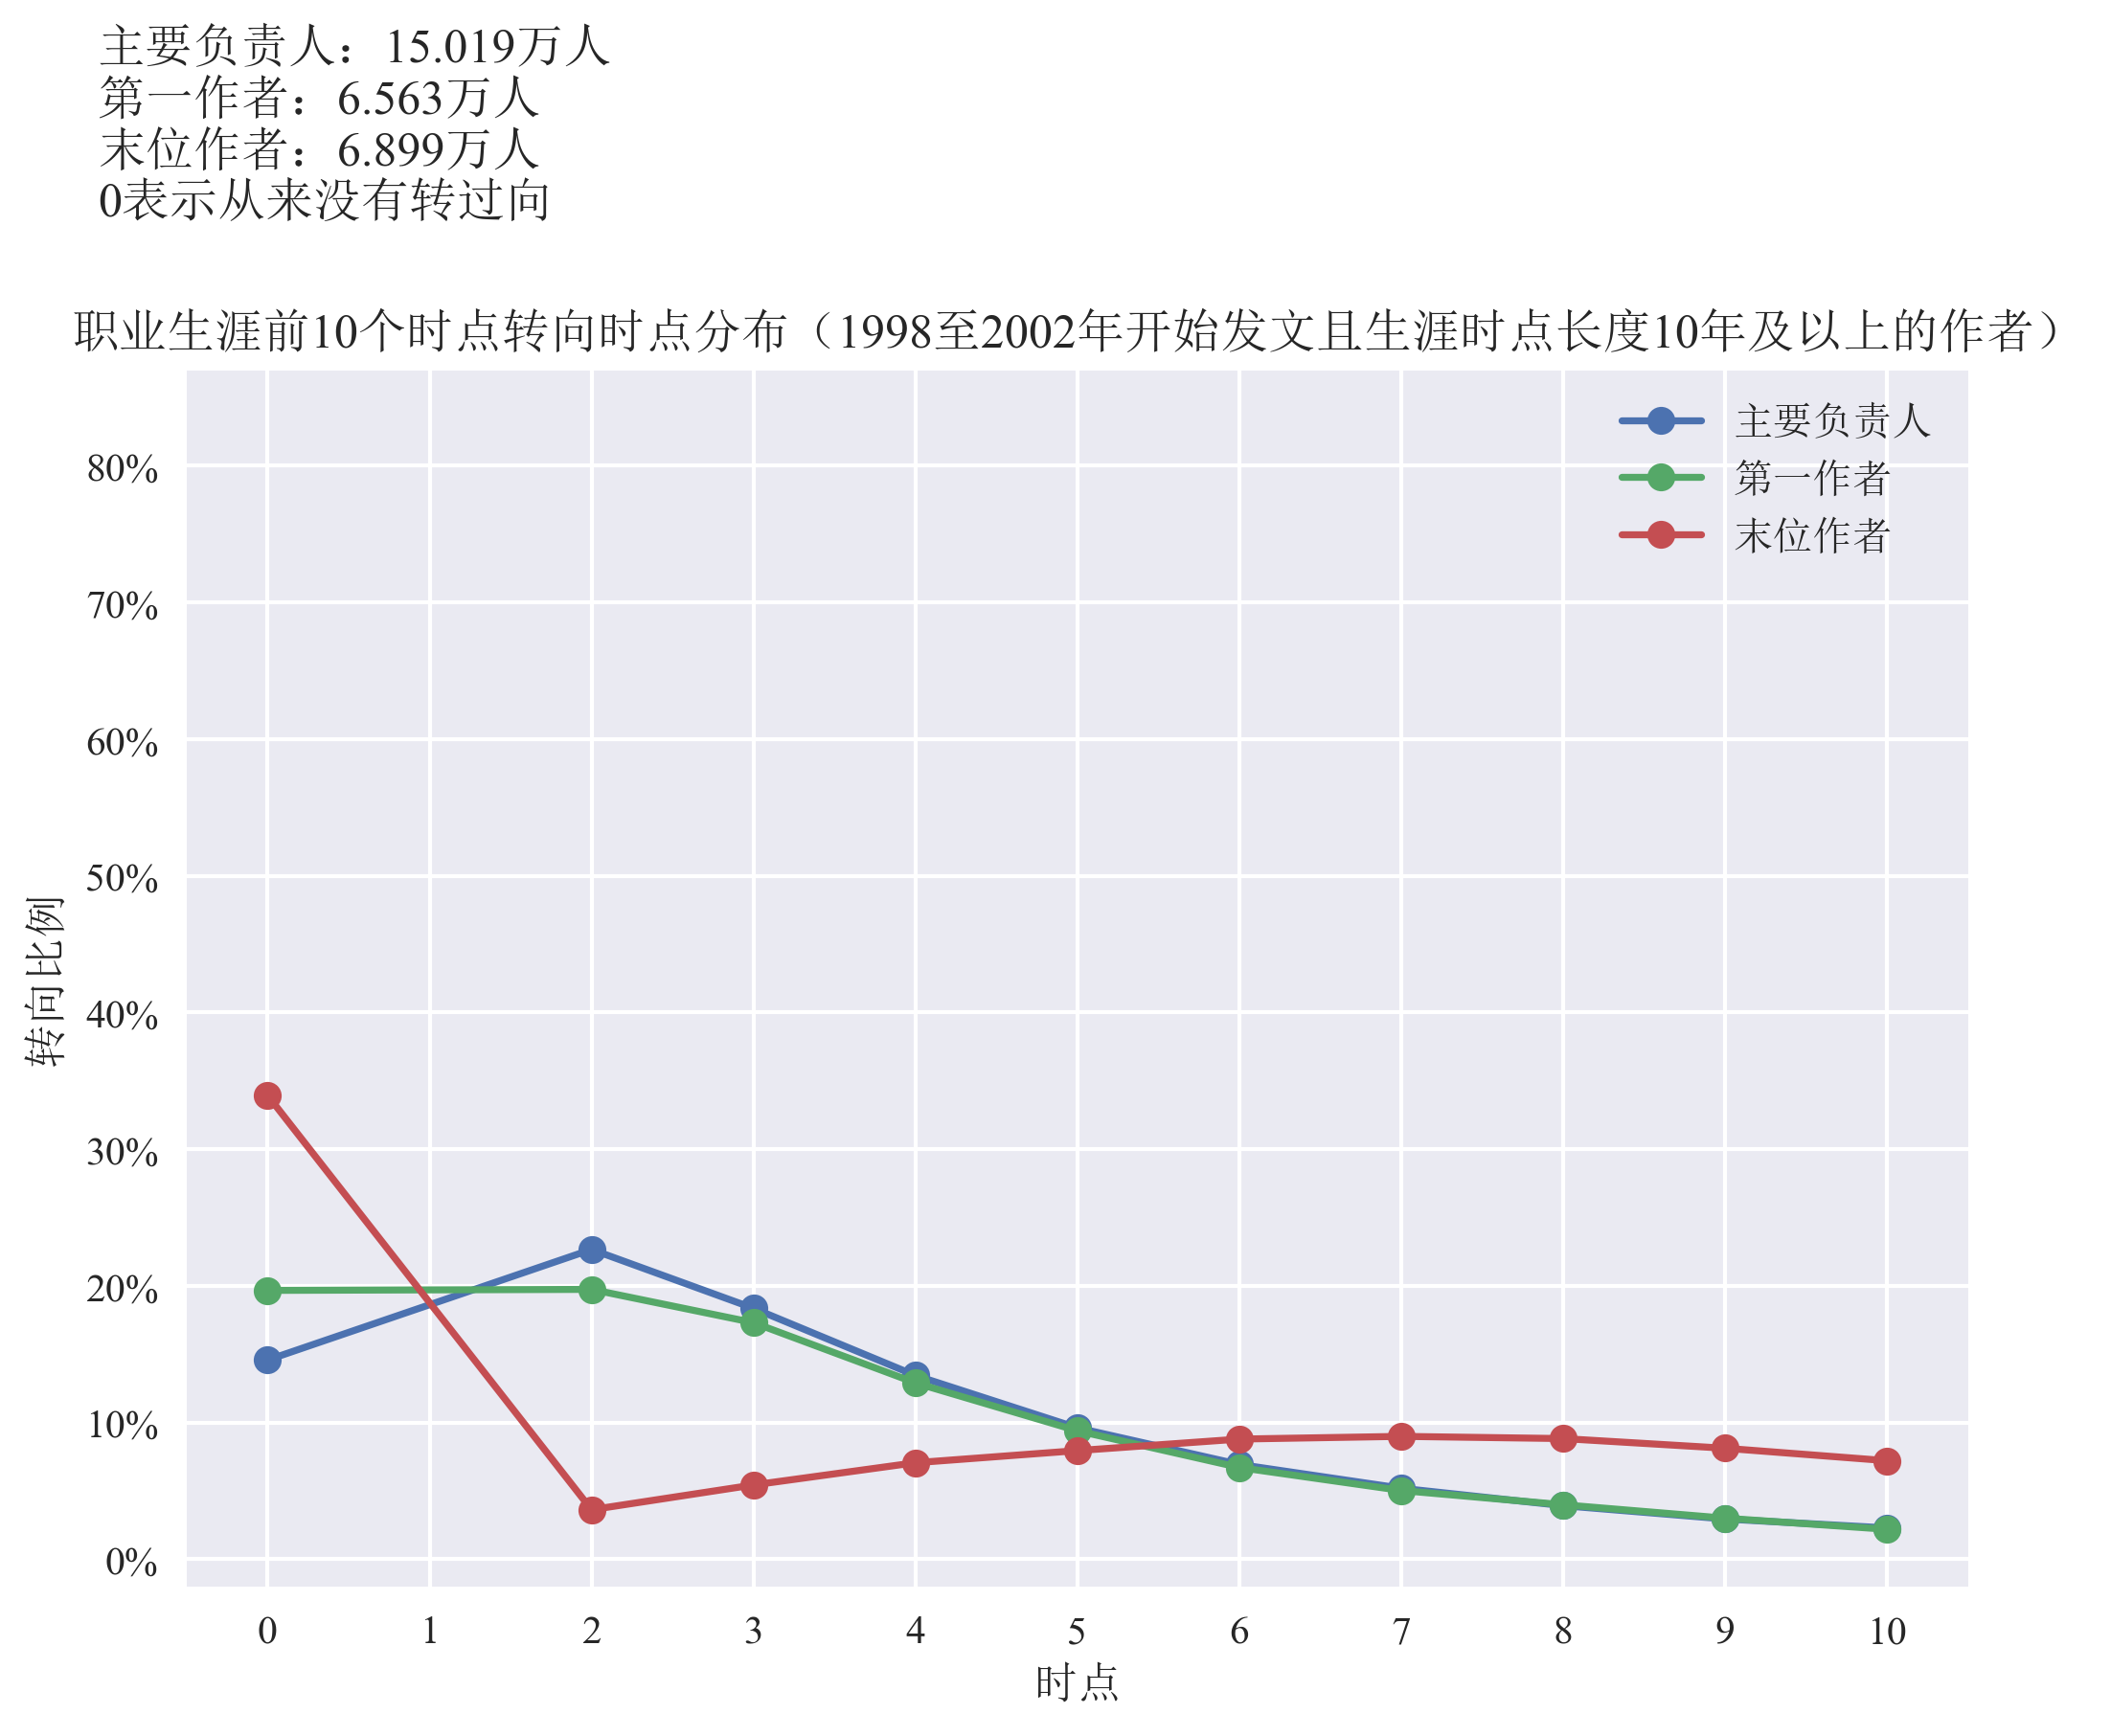 主要负责人：15.019万人
第一作者：6.563万人
末位作者：6.899万人
0表示从来没有转过向
职业生涯前10个时点转向时点分布（1998至2002年开始发文且生涯时点长度10年及以上的作者）
主要负责人
第一作者
末位作者
80%
70%
60%
50%
40%
30%
20%
10%
0%
转向比例
0 1 2 3 4 5 6 7 8 9 10
时点